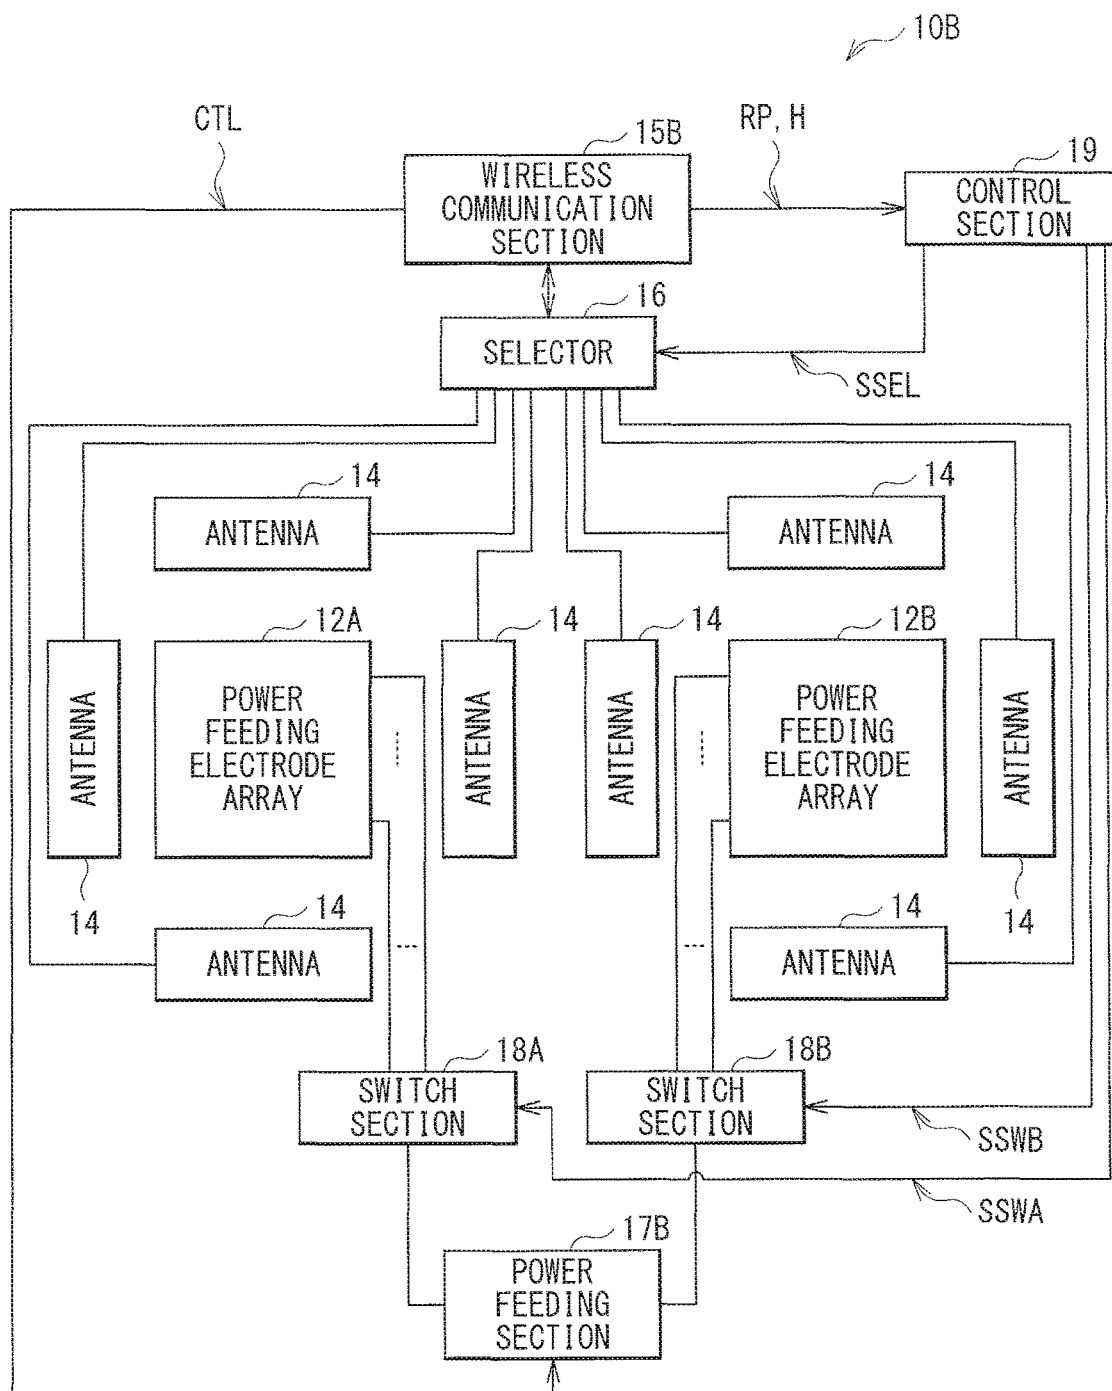 10B
CTL
RP, H
15B
19
WIRELESS
COMMUNICATION
SECTION
CONTROL
SECTION
16
SELECTOR
SSEL
14
14
ANTENNA
ANTENNA
12A
14
14
12B
ANTENNA
POWER
FEEDING
ELECTRODE
ARRAY
ANTENNA
ANTENNA
POWER
FEEDING
ELECTRODE
ARRAY
ANTENNA
14
14
14
14
ANTENNA
ANTENNA
18A
18B
SWITCH
SECTION
SWITCH
SECTION
SSWB
SSWA
17B
POWER
FEEDING
SECTION